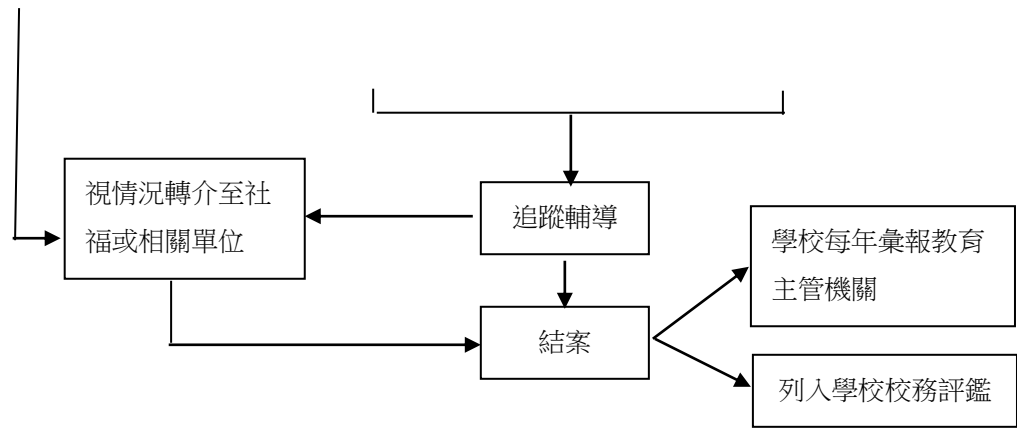 視情況轉介至社
福或相關單位
追蹤輔導
學校每年彙報教育
主管機關
結案
列入學校校務評鑑